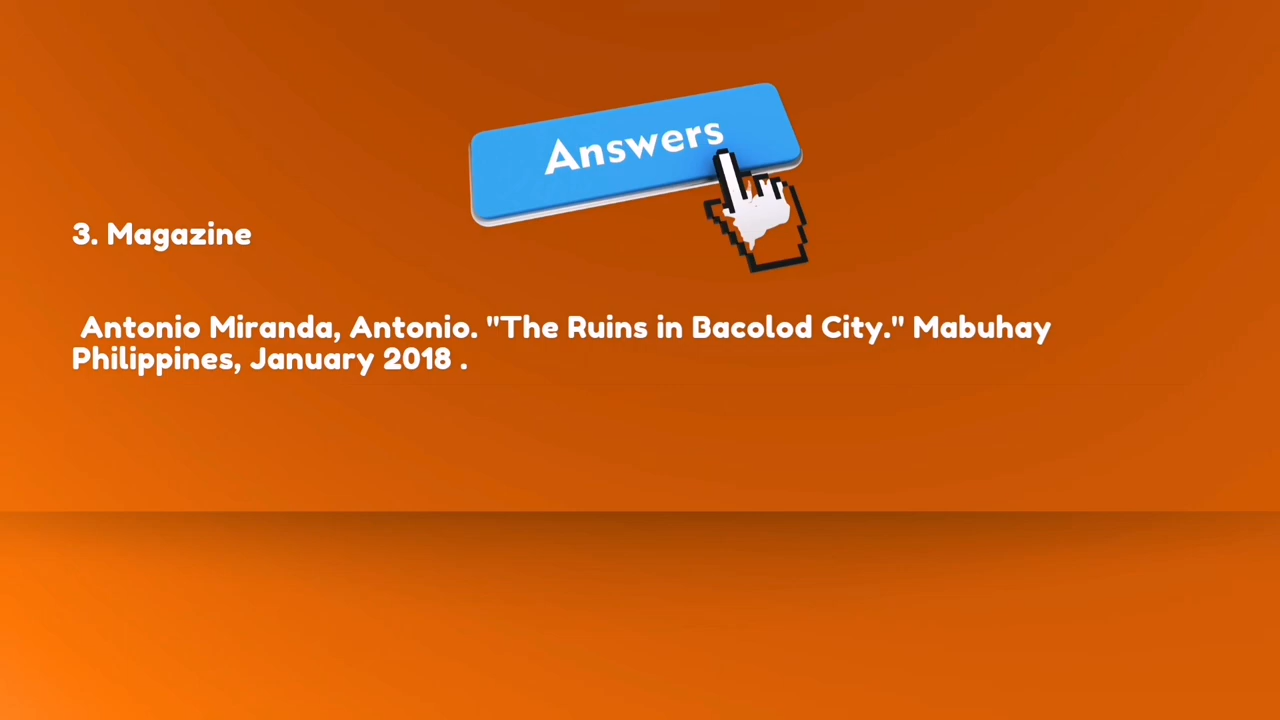 Answers
3. Magazine
Antonio Miranda, Antonio. "The Ruins in Bacolod City." Mabuhay
Philippines, January 2018 .